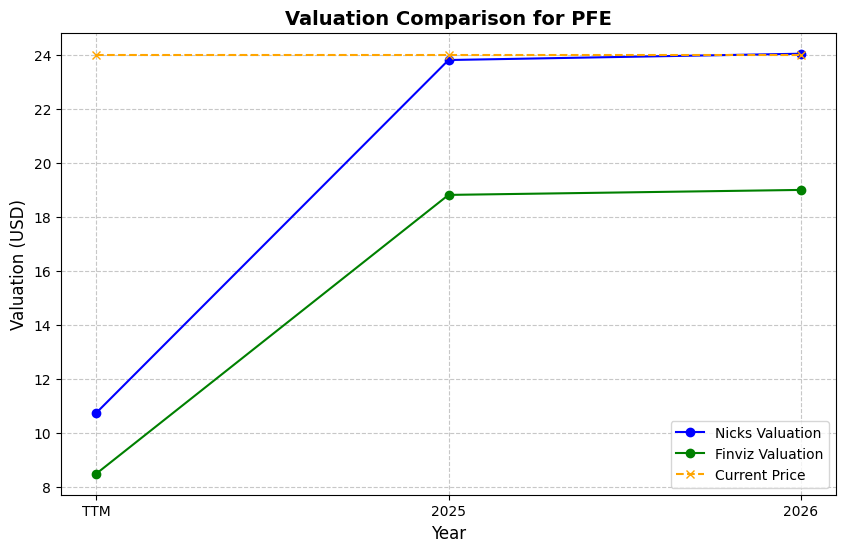 Valuation Comparison for PFE
Valuation (USD)
24
22
20
18
16
14
12
10
8
TTM
2025
2026
Year
Nicks Valuation
Finviz Valuation
Current Price